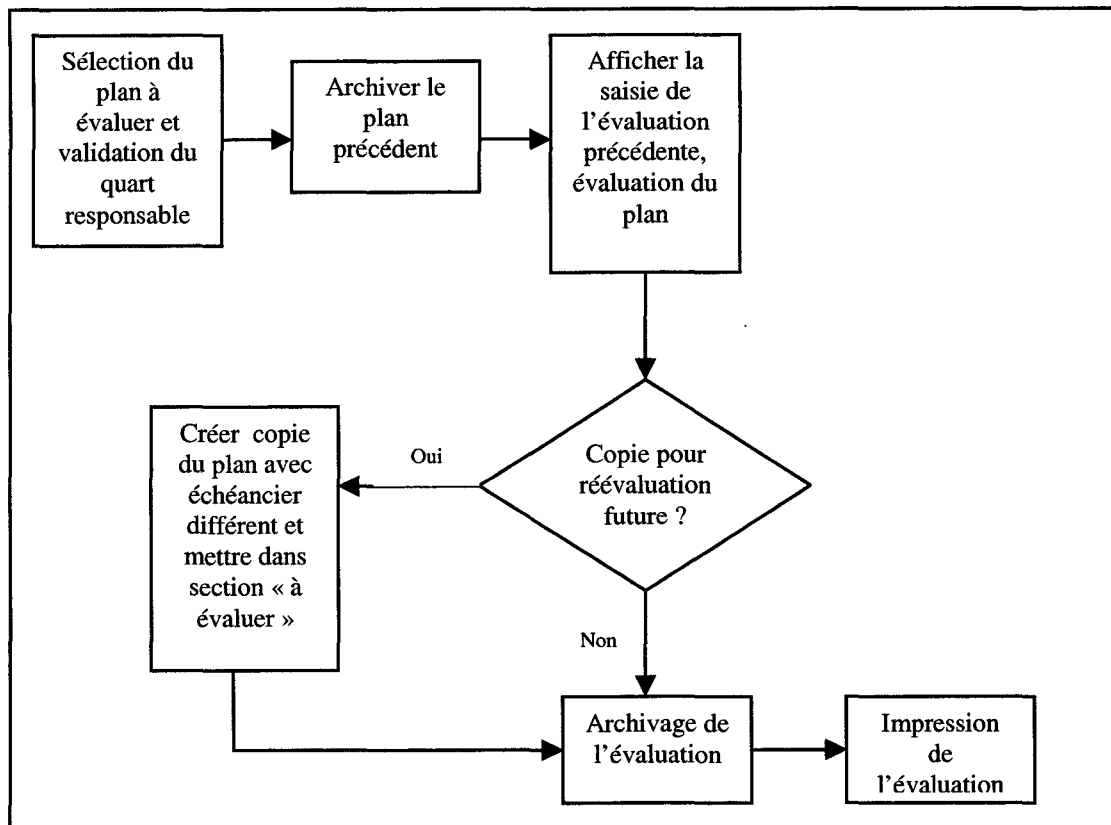 Sélection du
plan à
évaluer et
validation du
quart
responsable
Archiver le
plan
précédent
Afficher la
saisie de
l'évaluation
précédente,
évaluation du
plan
Copie pour
réévaluation
future ?
Oui
Créer copie
du plan avec
échéancier
différent et
mettre dans
section « à
évaluer »
Non
Archivage de
l'évaluation
Impression
de
l'évaluation